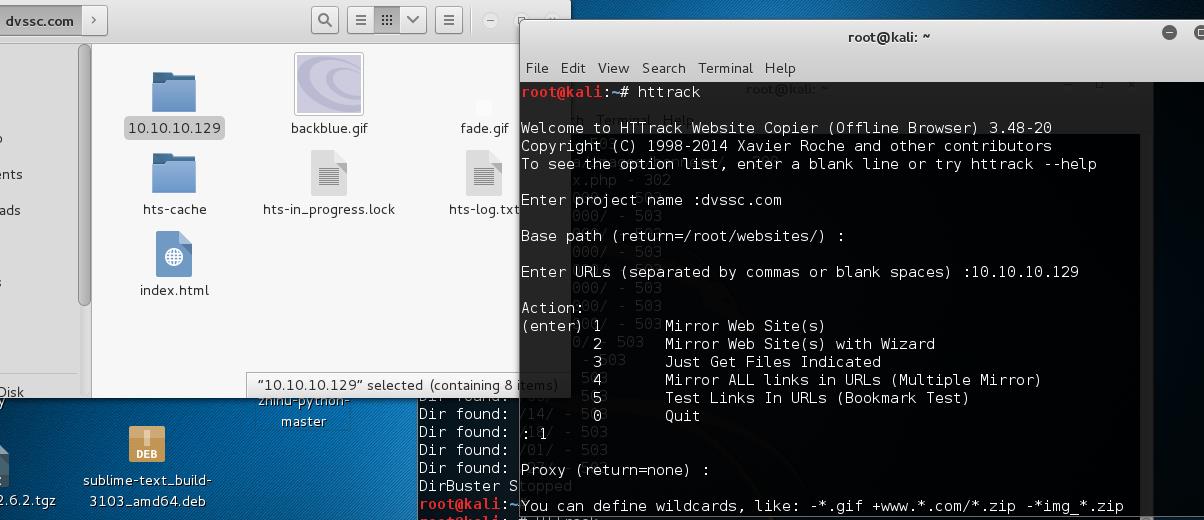 dvssc.com
10.10.10.129
backblue.gif
fade.gif
hts-cache
hts-in_progress.lock
hts-log.txt
index.html
ents
ads
Disk
"10.10.10.129" selected (containing 8 items)
zhihu-python-
master
sublime-text_build-
3103_amd64.deb
DEB
2.6.2.tgz
Dir found: /14/ - 503
Dir found:
Dir found: /01/ - 503
Dir found:
DirBuster Stopped
root@kali:~
root@kali: ~
File Edit View Search Terminal Help
root@kali:~# httrack
Welcome to HTTrack Website Copier (Offline Browser) 3.48-20
Copyright (C) 1998-2014 Xavier Roche and other contributors
To see the option list, enter a blank line or try httrack --help
Enter project name :dvssc.com
Base path (return=/root/websites/) :
Enter URLs (separated by commas or blank spaces) :10.10.10.129
Action:
(enter) 1 Mirror Web Site(s)
2 Mirror Web Site(s) with Wizard
3 Just Get Files Indicated
4 Mirror ALL links in URLs (Multiple Mirror)
5 Test Links In URLs (Bookmark Test)
0 Quit
: 1
Proxy (return=none) :
You can define wildcards, like: -*.gif +www.*.com/*.zip -*img_*.zip